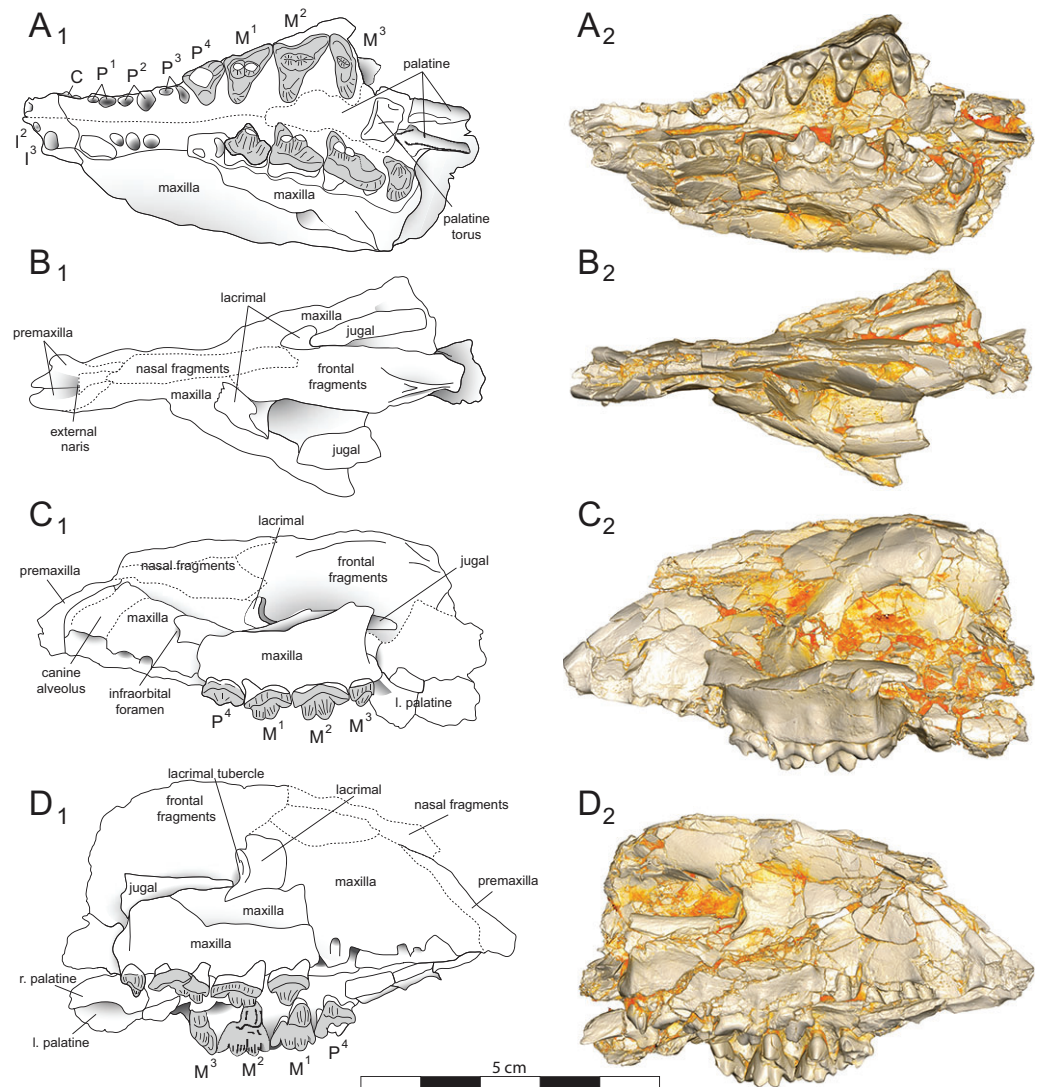 A1
A2
C P1 P2 P3 P4 M1 M2 M3
palatine
I2
I3
maxilla
maxilla
palatine
torus
B1
B2
lacrimal
maxilla
jugal
premaxilla
nasal fragments
frontal
fragments
maxilla
external
naris
jugal
C1
C2
lacrimal
jugal
premaxilla
nasal fragments
frontal
fragments
maxilla
maxilla
canine
alveolus
infraorbital
foramen
l. palatine
P4 M1 M2 M3
D1
D2
lacrimal tubercle
lacrimal
nasal fragments
frontal
fragments
maxilla
premaxilla
jugal
maxilla
maxilla
r. palatine
l. palatine
M3 M2 M1 P4
5 cm